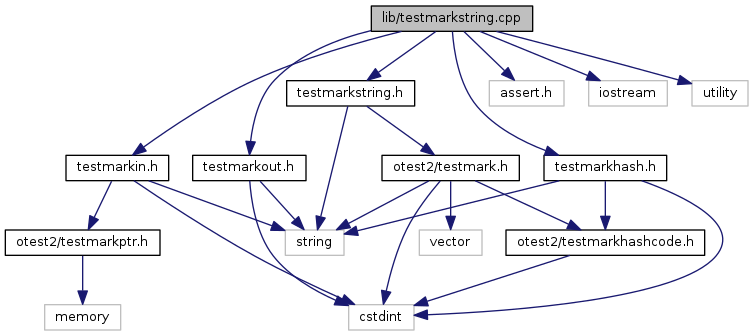 lib/testmarkstring.cpp
testmarkstring.h
assert.h
iostream
utility
testmarkin.h
testmarkout.h
otest2/testmark.h
testmarkhash.h
otest2/testmarkptr.h
string
vector
otest2/testmarkhashcode.h
memory
cstdint